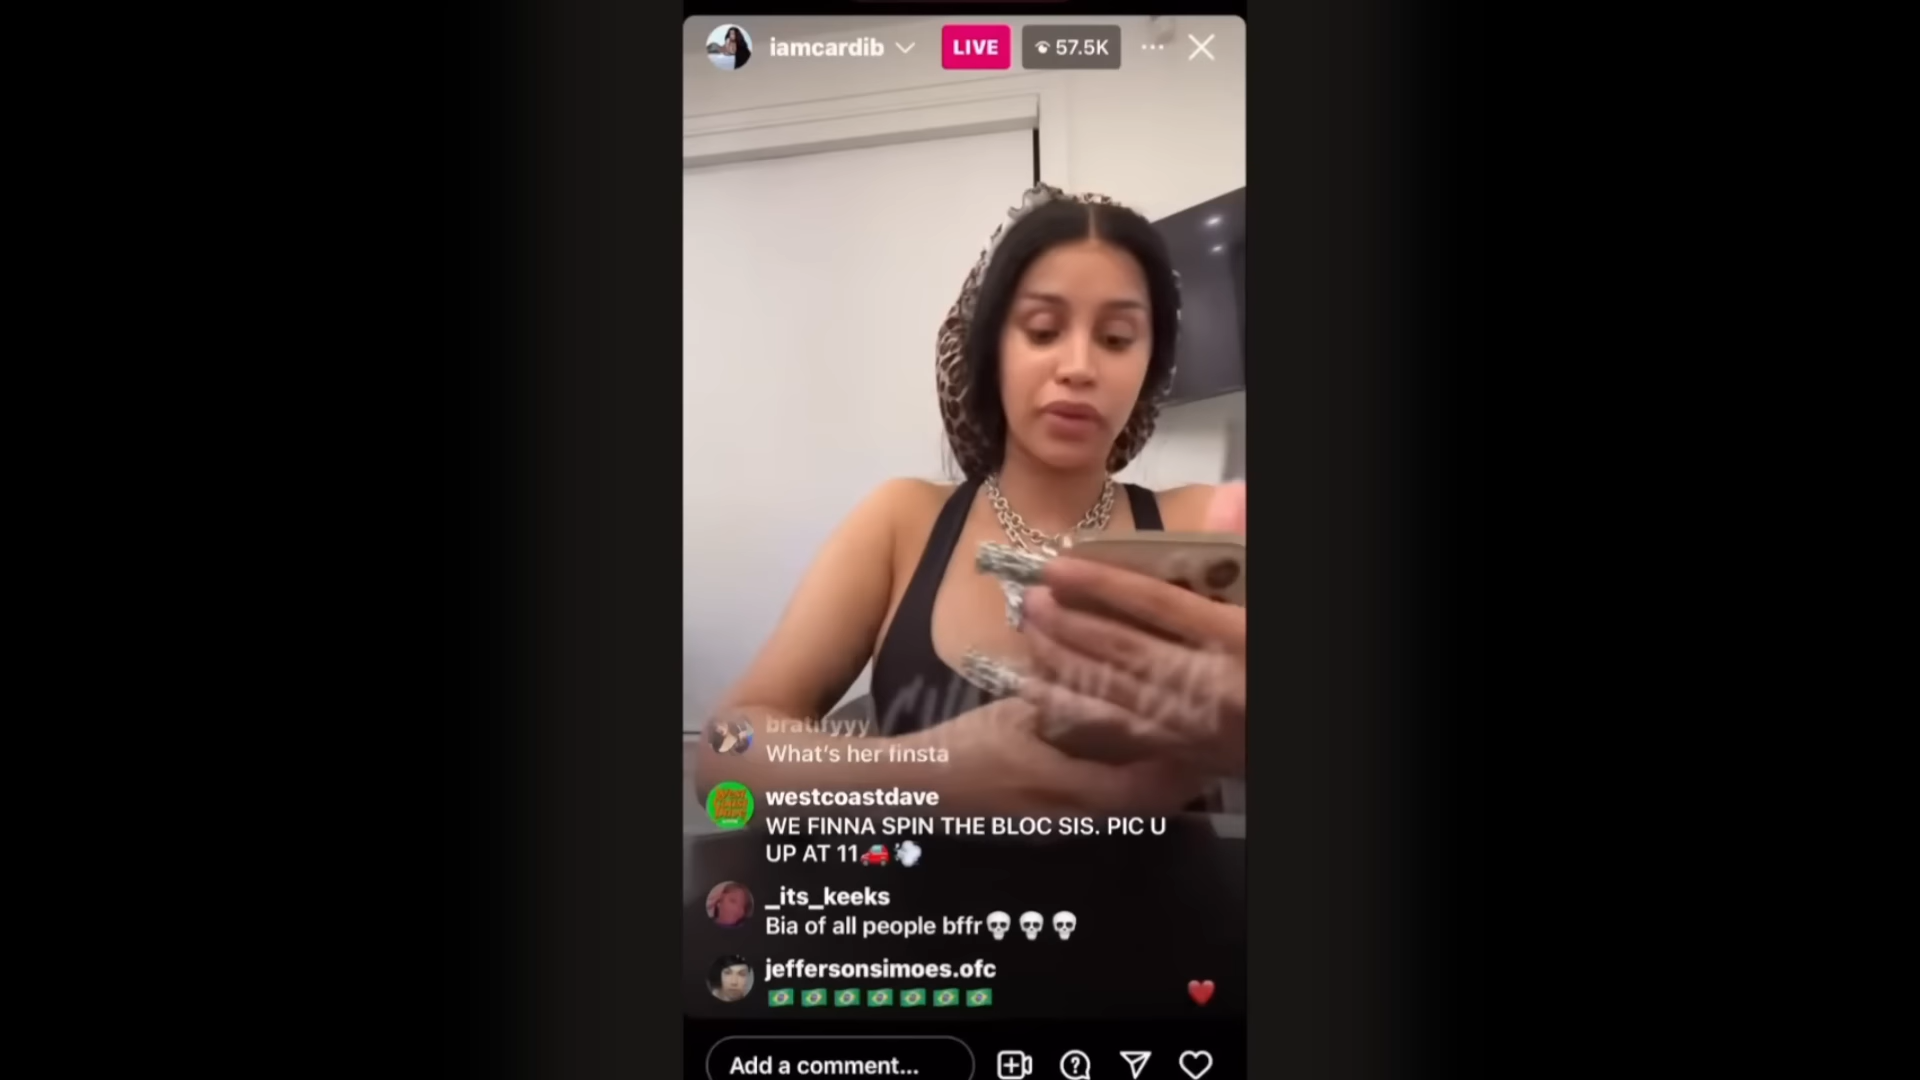 iamcardib
LIVE
57.5K
bratifyyy
What's her finsta
westcoastdave
WE FINNA SPIN THE BLOC SIS. PIC U
UP AT 11🚗💨
_its_keeks
Bia of all people bffr💀💀💀
jeffersonsimoes.ofc
🇧🇷🇧🇷🇧🇷🇧🇷🇧🇷🇧🇷🇧🇷
Add a comment...